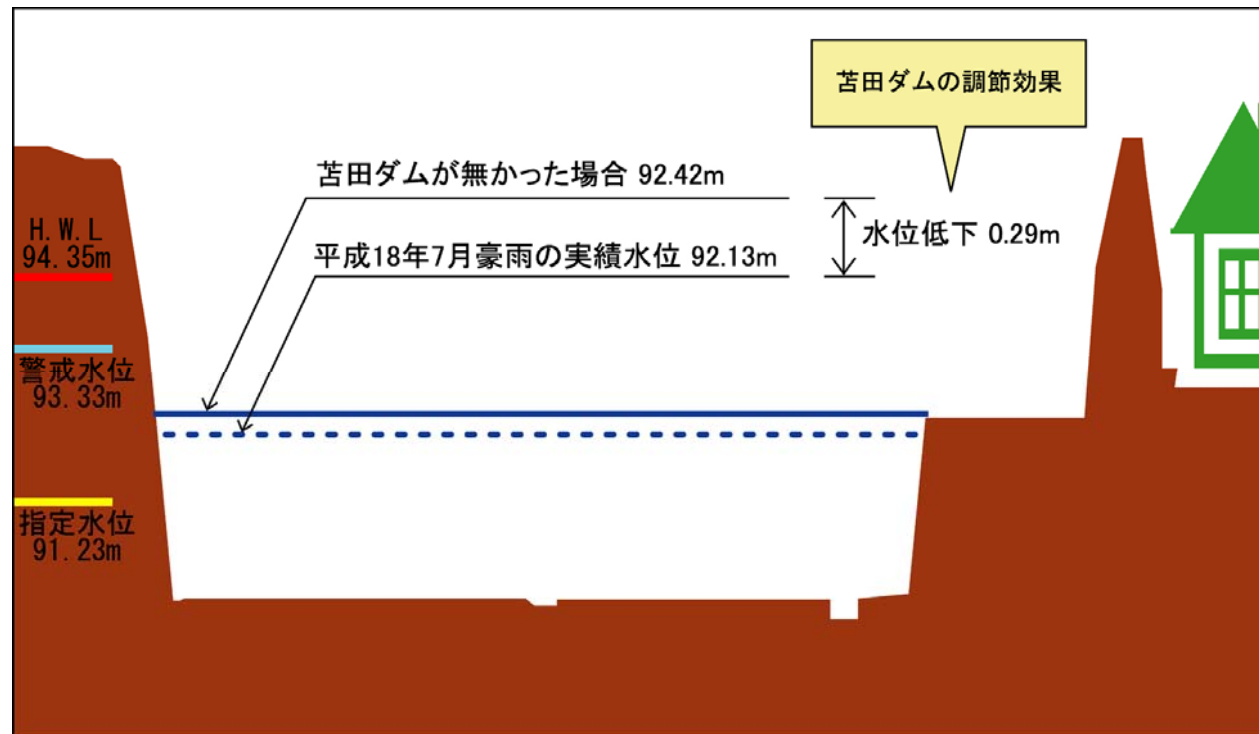 苫田ダムの調節効果
苫田ダムが無かった場合 92.42m
H.W.L
94.35m
平成18年7月豪雨の実績水位 92.13m
水位低下 0.29m
警戒水位
93.33m
指定水位
91.23m